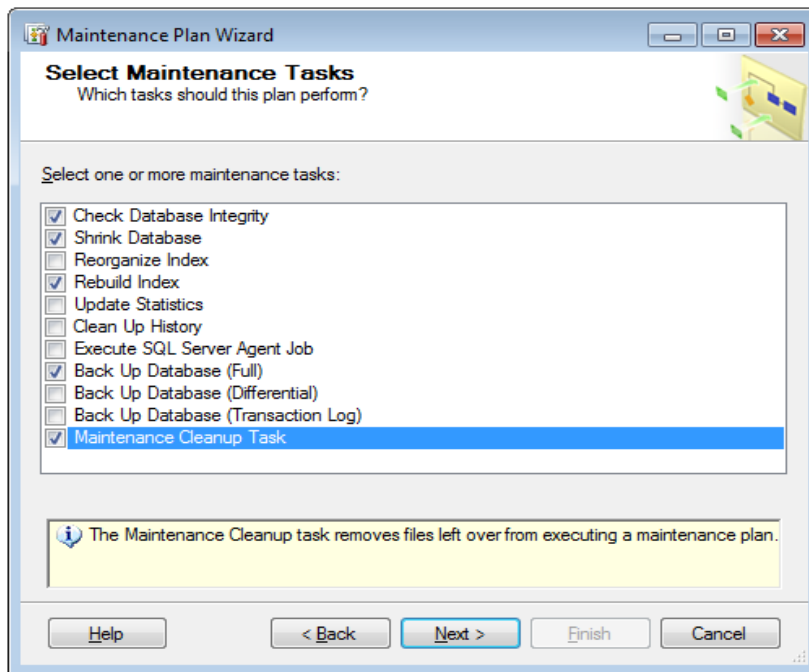 Maintenance Plan Wizard
Select Maintenance Tasks
Which tasks should this plan perform?
Select one or more maintenance tasks:
Check Database Integrity
Shrink Database
Reorganize Index
Rebuild Index
Update Statistics
Clean Up History
Execute SQL Server Agent Job
Back Up Database (Full)
Back Up Database (Differential)
Back Up Database (Transaction Log)
Maintenance Cleanup Task
The Maintenance Cleanup task removes files left over from executing a maintenance plan.
Help < Back Next > Finish Cancel